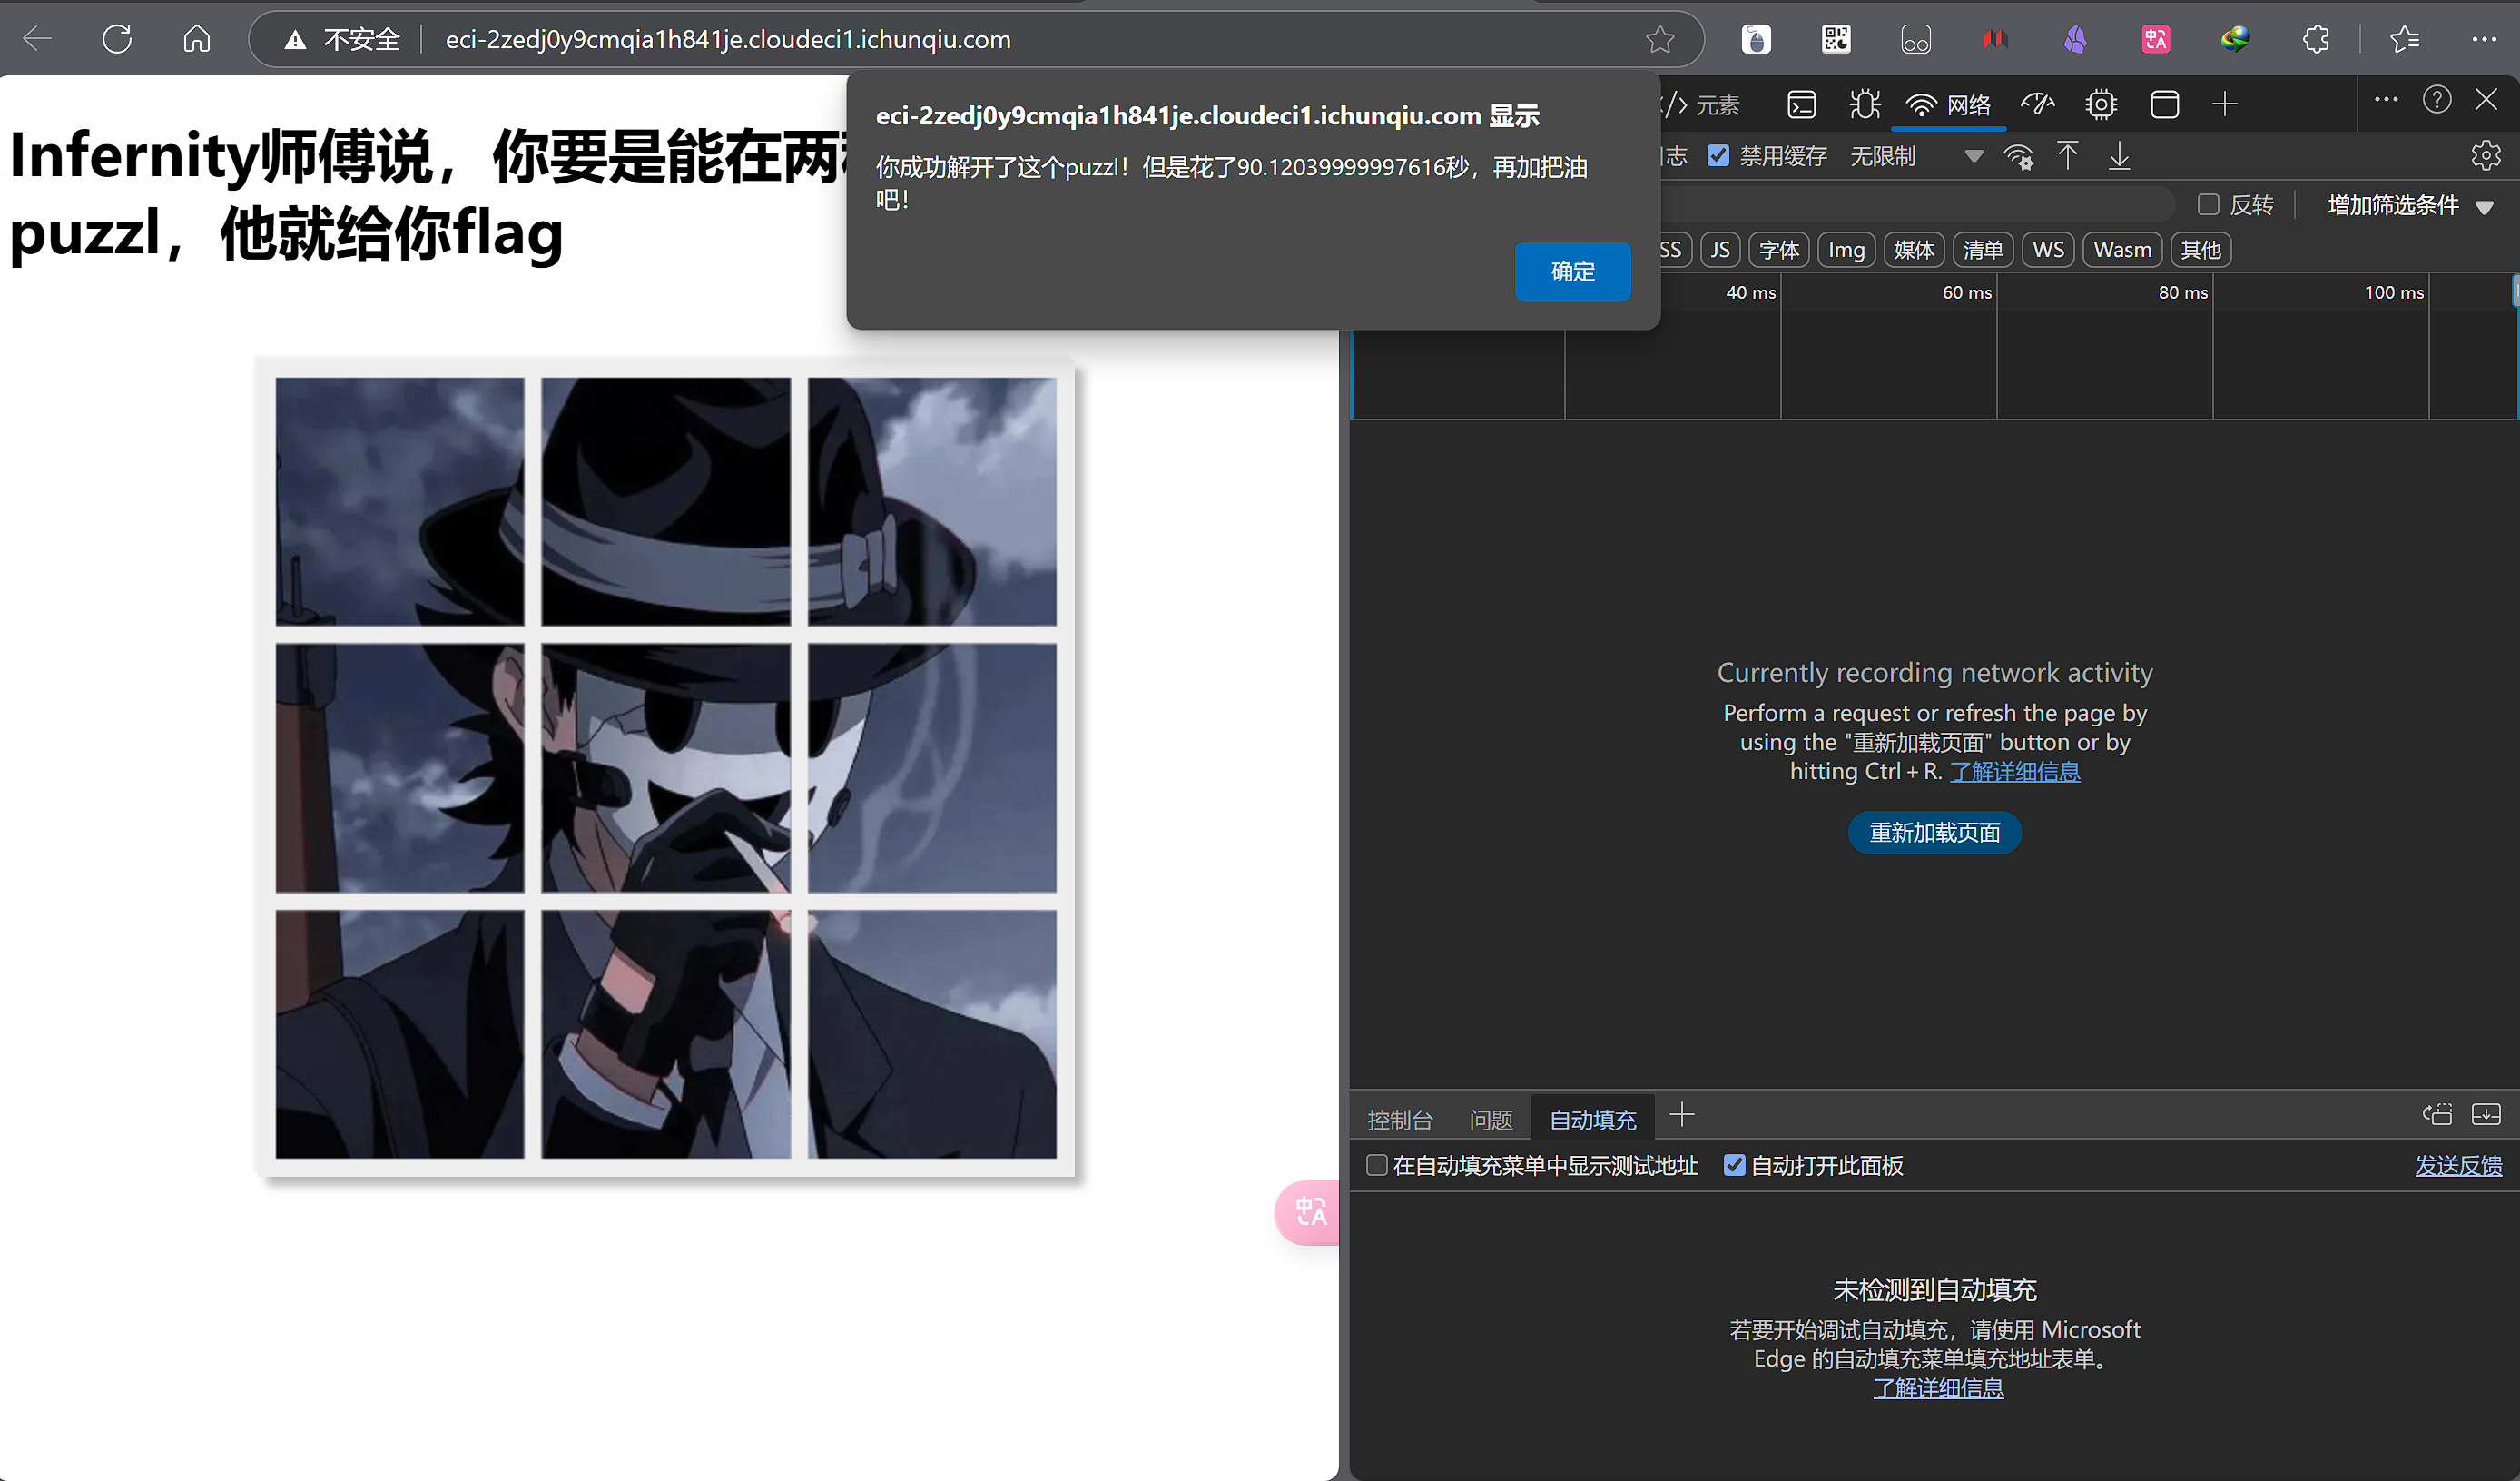 不安全
eci-2zedj0y9cmqia1h841je.cloudeci1.ichunqiu.com
Infernity师傅说，你要是能在两
puzzl，他就给你flag
eci-2zedj0y9cmqia1h841je.cloudeci1.ichunqiu.com 显示
你成功解开了这个puzzl！但是花了90.12039999997616秒，再加把油
吧！
确定
元素
网络
志
禁用缓存
无限制
反转
增加筛选条件
SS
JS
字体
Img
媒体
清单
WS
Wasm
其他
40 ms
60 ms
80 ms
100 ms
Currently recording network activity
Perform a request or refresh the page by
using the "重新加载页面" button or by
hitting Ctrl + R. 了解详细信息
重新加载页面
控制台
问题
自动填充
在自动填充菜单中显示测试地址
自动打开此面板
发送反馈
未检测到自动填充
若要开始调试自动填充，请使用 Microsoft
Edge 的自动填充菜单填充地址表单。
了解详细信息
中A